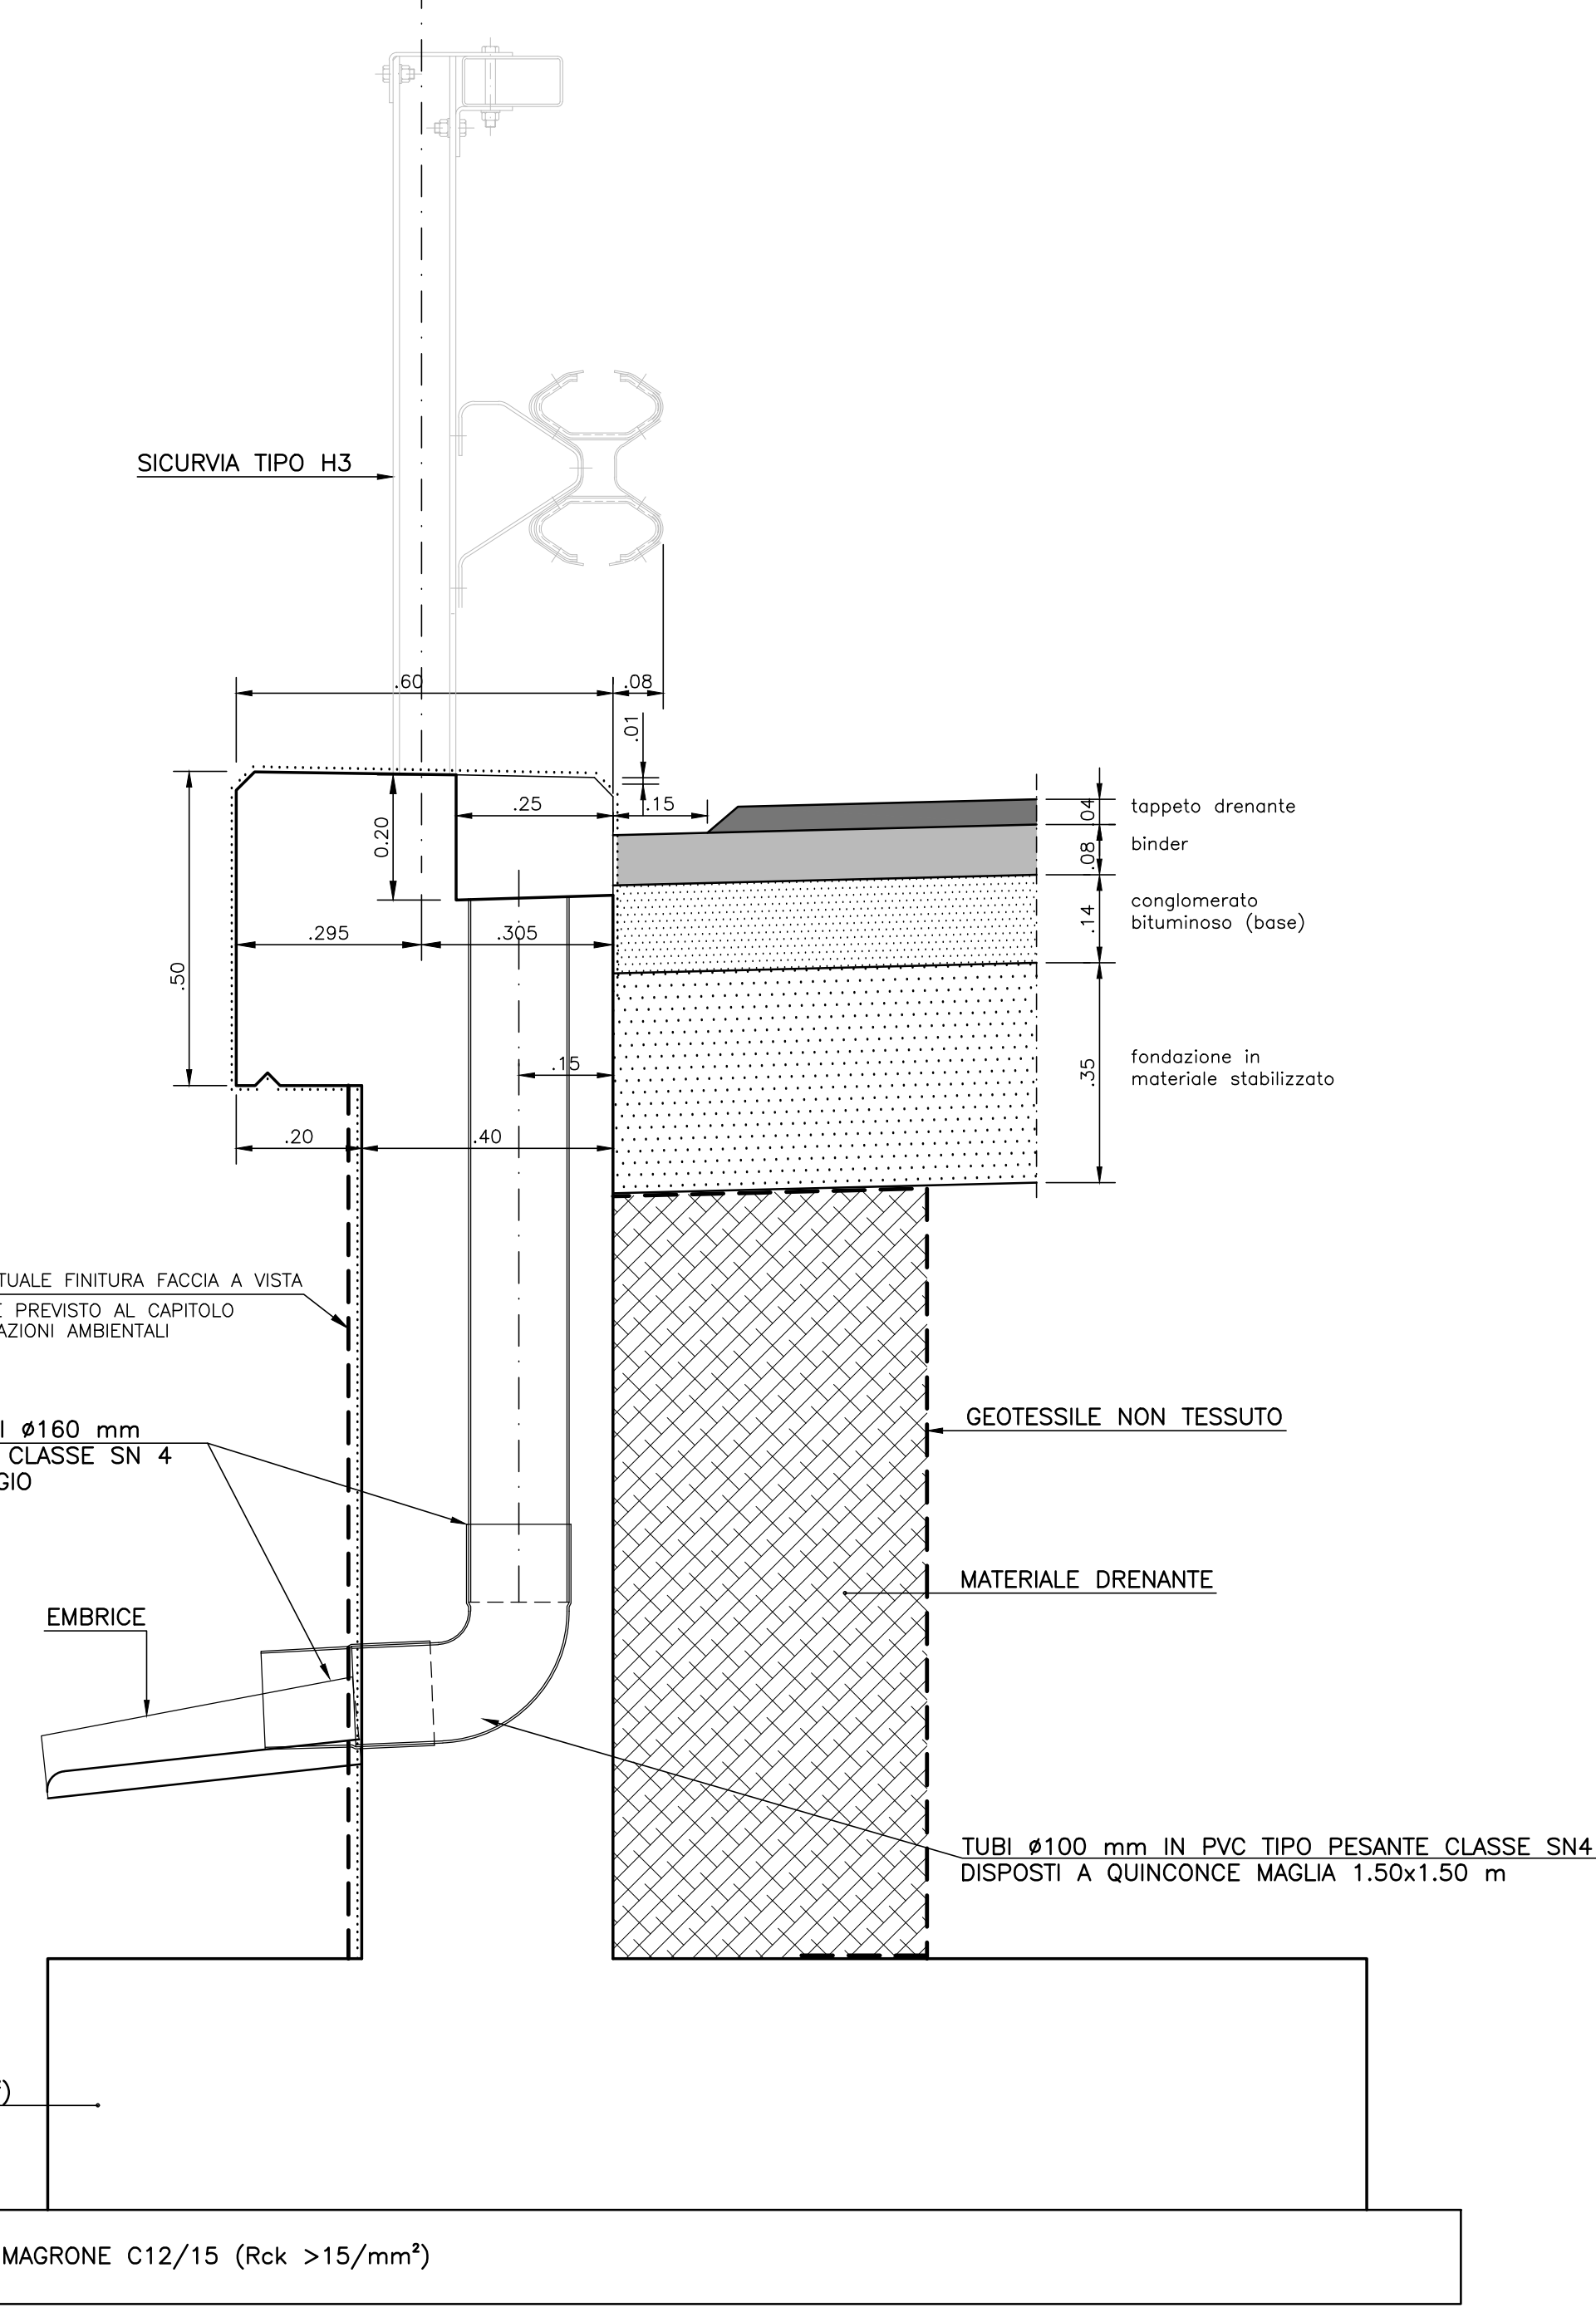 SICURVIA TIPO H3
.60
.08
.01
.25
.15
0.20
.04
tappeto drenante
.08
binder
.14
conglomerato
bituminoso (base)
.295
.305
.50
.15
.35
fondazione in
materiale stabilizzato
.20
.40
FINITURA FACCIA A VISTA
PREVISTO AL CAPITOLO
AMBIENTALI
ø160 mm
CLASSE SN 4
GEOTESSILE NON TESSUTO
MATERIALE DRENANTE
EMBRICE
TUBI ø100 mm IN PVC TIPO PESANTE CLASSE SN4
DISPOSTI A QUINCONCE MAGLIA 1.50x1.50 m
MAGRONE C12/15 (Rck >15/mm²)